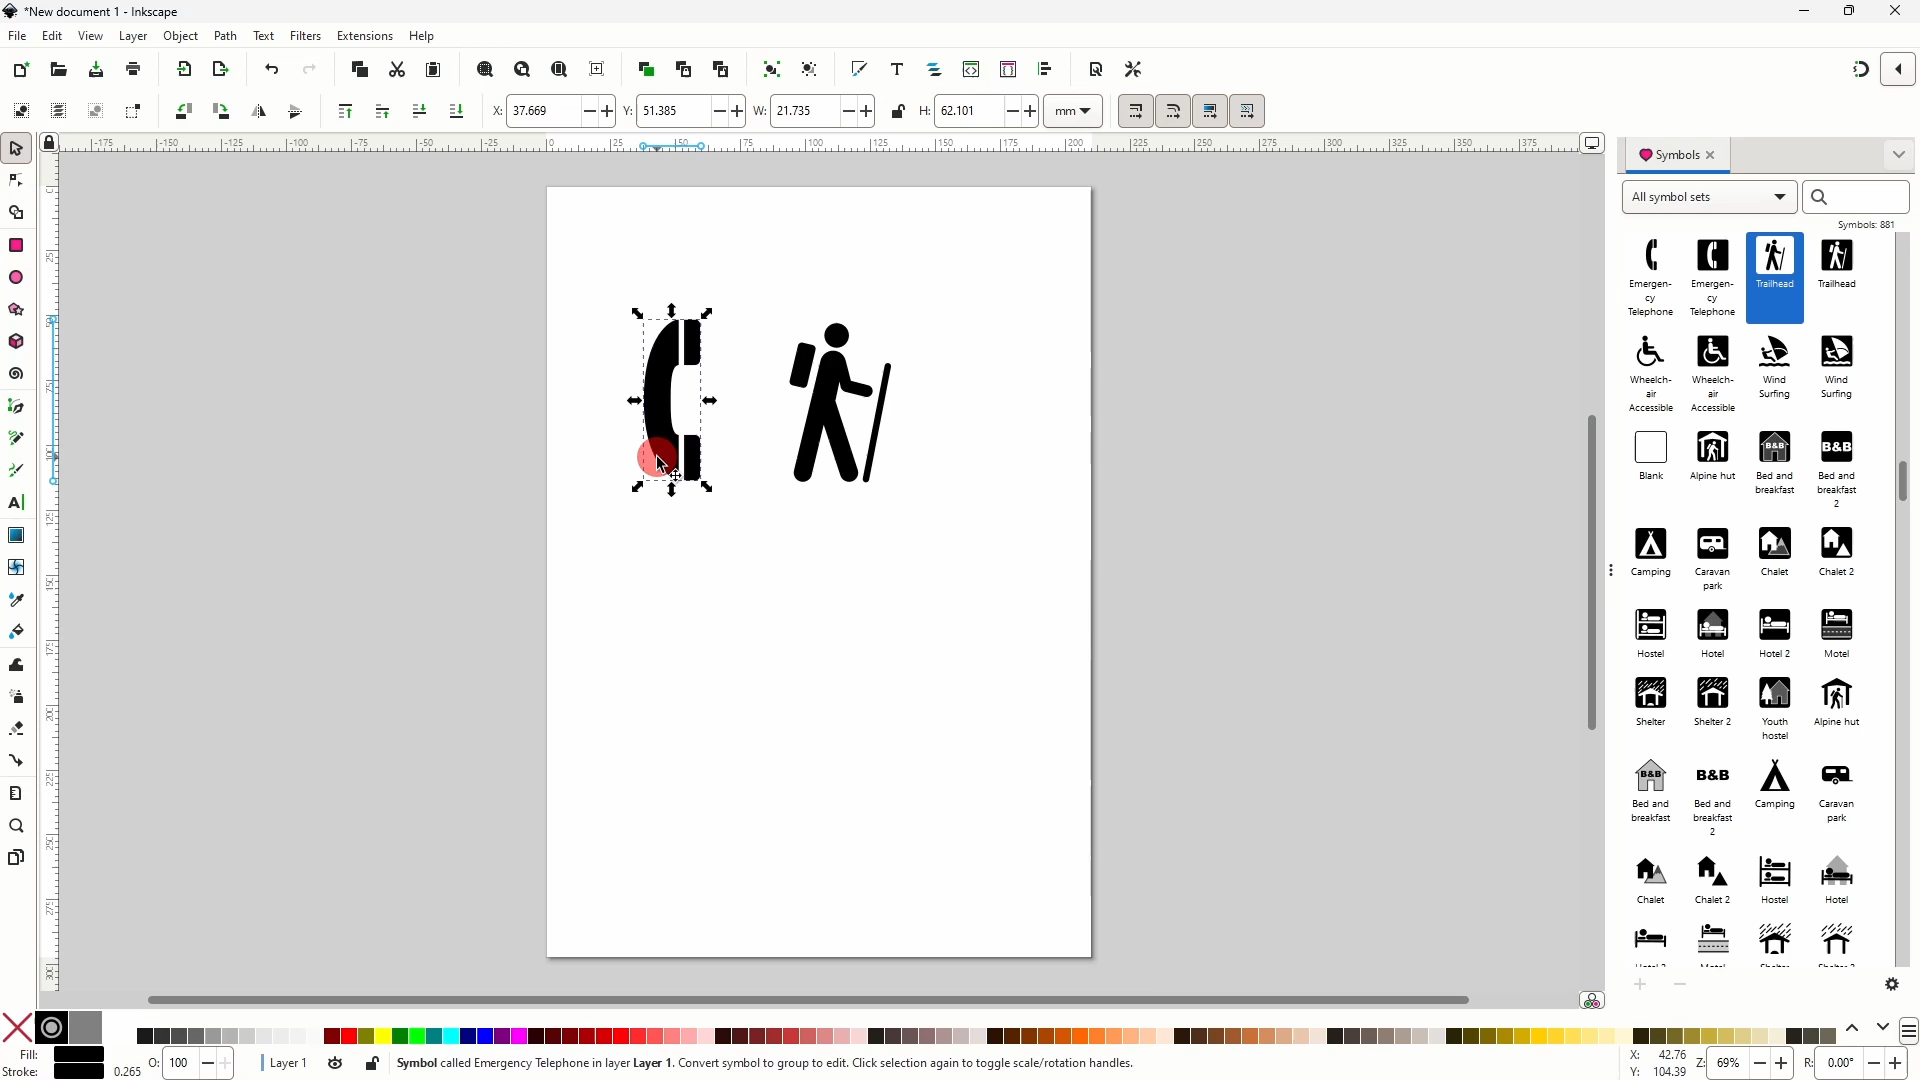 *New document 1 - Inkscape
File Edit View Layer Object Path Text Filters Extensions Help
X: 37.669 Y: 51.385 W: 21.735 H: 62.101 mm
Symbols
All symbol sets
Symbols: 881
Emergen-
cy
Telephone
Emergen-
cy
Telephone
Trailhead
Trailhead
Wheelch-
air
Accessible
Wheelch-
air
Accessible
Wind
Surfing
Wind
Surfing
Blank
Alpine hut
Bed and
breakfast
Bed and
breakfast
2
Camping
Caravan
park
Chalet
Chalet 2
Hostel
Hotel
Hotel 2
Motel
Shelter
Shelter 2
Youth
hostel
Alpine hut
Bed and
breakfast
Bed and
breakfast
2
Camping
Caravan
park
Chalet
Chalet 2
Hostel
Hotel
Fill:
Stroke: 0.265
O: 100
Layer 1
Symbol called Emergency Telephone in layer Layer 1. Convert symbol to group to edit. Click selection again to toggle scale/rotation handles.
X: 42.76
Y: 104.39
Z: 69%
R: 0.00°